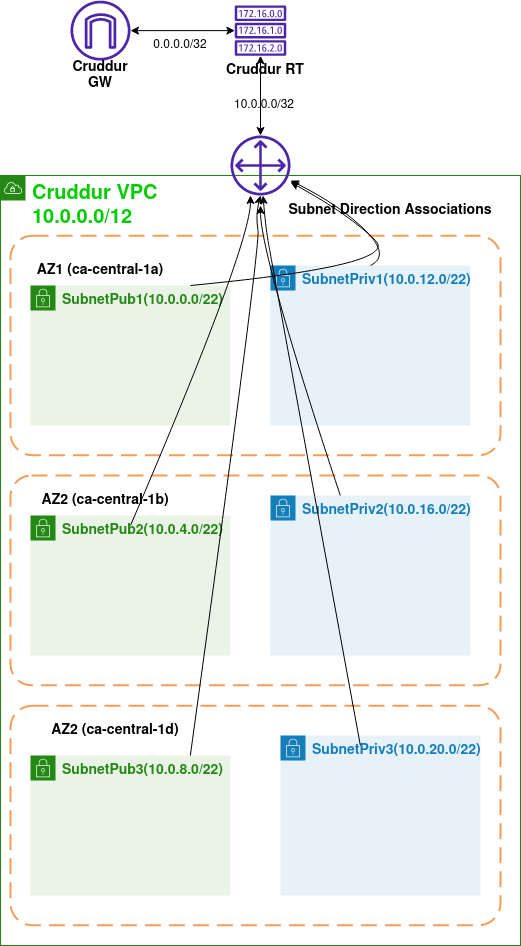 172.16.0.0
172.16.1.0
172.16.2.0
0.0.0.0/32
Cruddur
GW
Cruddur RT
10.0.0.0/32
Cruddur VPC
10.0.0.0/12
Subnet Direction Associations
AZ1 (ca-central-1a)
SubnetPub1(10.0.0.0/22)
SubnetPriv1(10.0.12.0/22)
AZ2 (ca-central-1b)
SubnetPub2(10.0.4.0/22)
SubnetPriv2(10.0.16.0/22)
AZ2 (ca-central-1d)
SubnetPub3(10.0.8.0/22)
SubnetPriv3(10.0.20.0/22)